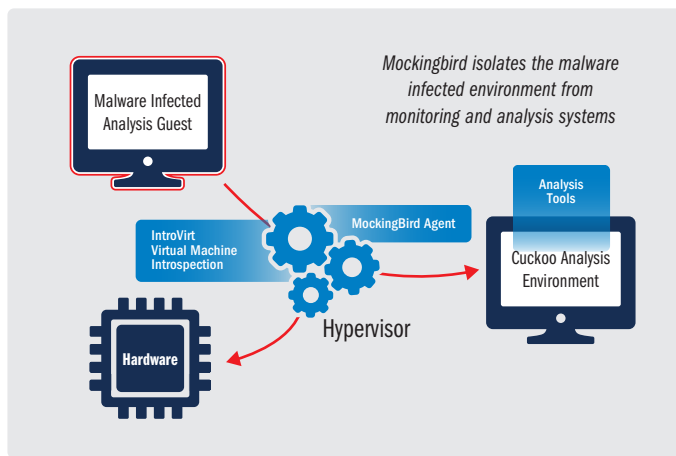 Mockingbird isolates the malware
infected environment from
monitoring and analysis systems
Malware Infected
Analysis Guest
IntroVirt
Virtual Machine
Introspection
MockingBird Agent
Analysis
Tools
Cuckoo Analysis
Environment
Hypervisor
Hardware